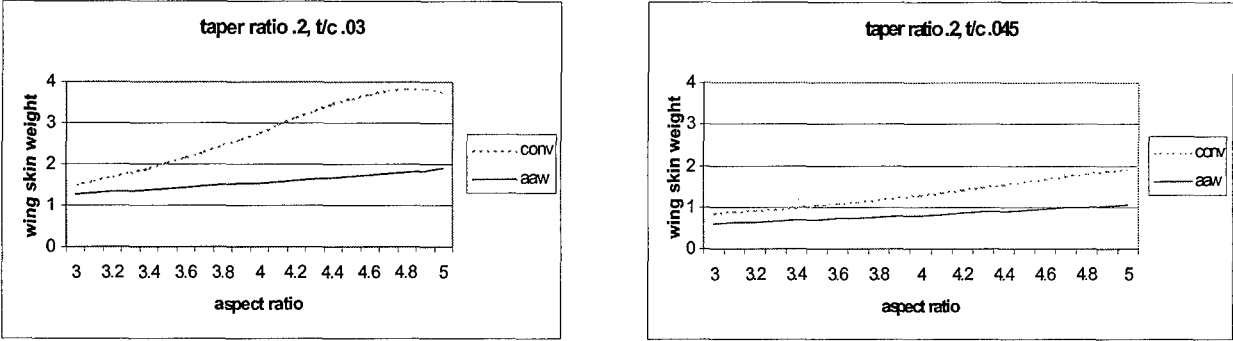 taper ratio .2, t/c .03
4
3
2
1
0
wing skin weight
3 3.2 3.4 3.6 3.8 4 4.2 4.4 4.6 4.8 5
aspect ratio
conv
aaw
taper ratio .2, t/c .045
4
3
2
1
0
wing skin weight
3 3.2 3.4 3.6 3.8 4 4.2 4.4 4.6 4.8 5
aspect ratio
conv
aaw